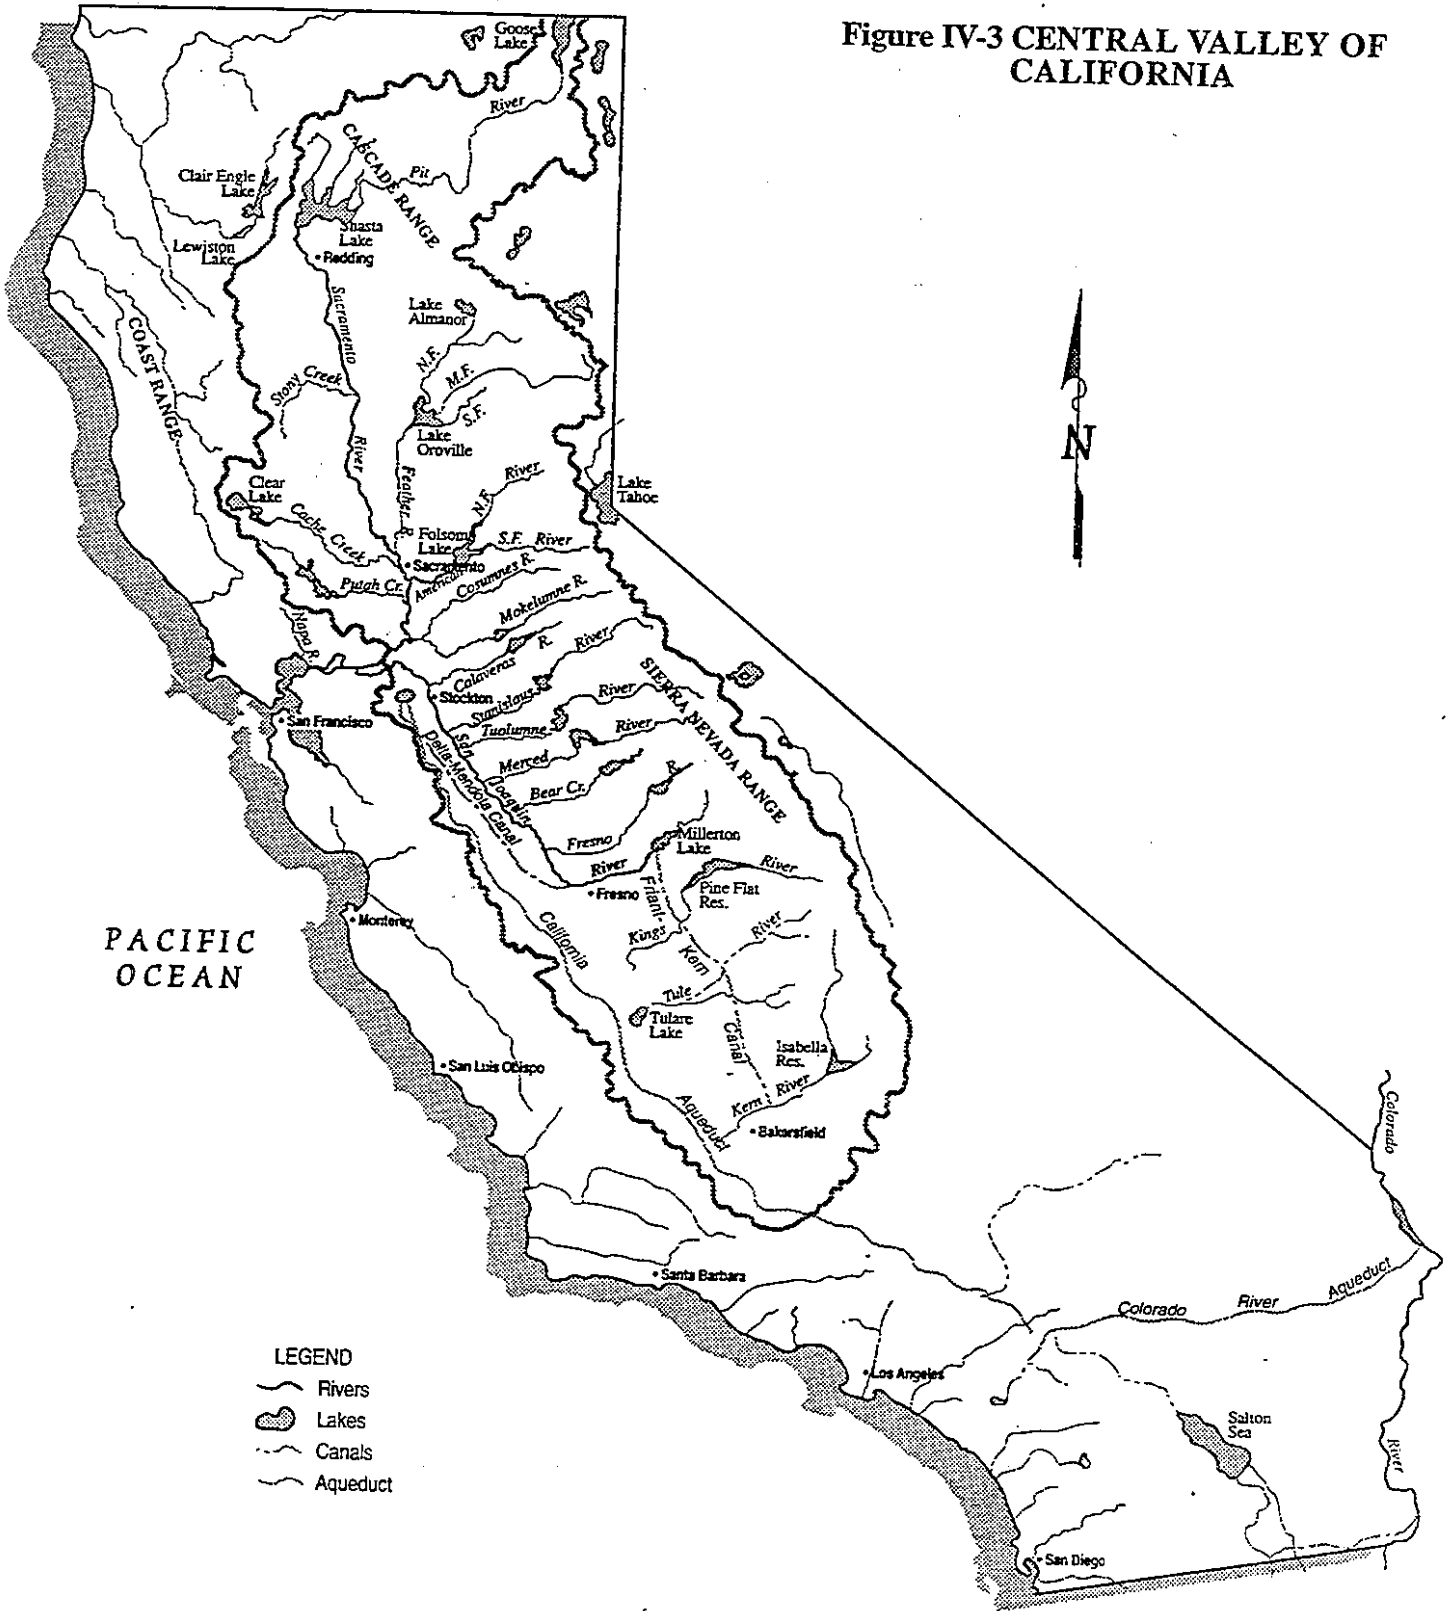 Figure IV-3 CENTRAL VALLEY OF
CALIFORNIA
Goose
Lake
River
CASCADE RANGE
Pit
Clair Engle
Lake
Shasta
Lake
Lewiston
Lake
Redding
Sacramento
River
Lake
Almanor
COAST RANGE
N.F.
M.F.
S.F.
Stony Creek
Lake
Oroville
Feather R.
Clear
Lake
N.F.
River
Lake
Tahoe
Cache Creek
Folsom
Lake
S.F. River
Sacramento
American
Cosumnes R.
Putah Cr.
Mokelumne R.
Napa R.
Calaveras R.
Stockton
Stanislaus River
SIERRA NEVADA RANGE
San Francisco
Tuolumne River
Merced River
San Joaquin
River
Delta-Mendota Canal
Bear Cr.
Fresno R.
Millerton
Lake
Fresno
Pine Flat
Res.
Kings
River
Friant-
Kern
Canal
Monterey
California
Aqueduct
PACIFIC
OCEAN
Tule
River
Tulare
Lake
Isabella
Res.
San Luis Obispo
Kern River
Bakersfield
Colorado
River
Santa Barbara
Colorado River Aqueduct
Los Angeles
Salton
Sea
San Diego
N
LEGEND
Rivers
Lakes
Canals
Aqueduct